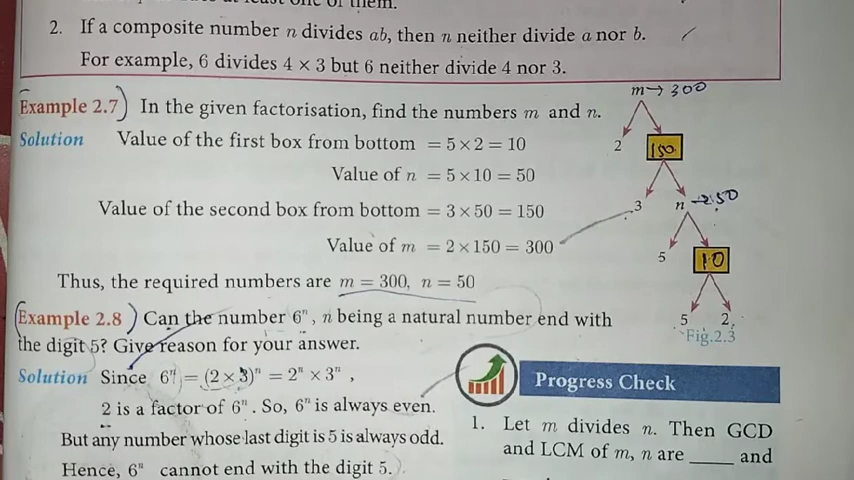 of them.
2. If a composite number n divides ab, then n neither divide a nor b.
For example, 6 divides 4 × 3 but 6 neither divide 4 nor 3.
Example 2.7 In the given factorisation, find the numbers m and n.
Solution Value of the first box from bottom = 5 × 2 = 10
Value of n = 5 × 10 = 50
Value of the second box from bottom = 3 × 50 = 150
Value of m = 2 × 150 = 300
Thus, the required numbers are m = 300, n = 50
m → 300
2 150
3 n → 50
5 10
5 2
Fig.2.3
Example 2.8 Can the number 6ⁿ, n being a natural number end with
the digit 5? Give reason for your answer.
Solution Since 6ⁿ = (2 × 3)ⁿ = 2ⁿ × 3ⁿ,
2 is a factor of 6ⁿ. So, 6ⁿ is always even.
But any number whose last digit is 5 is always odd.
Hence, 6ⁿ cannot end with the digit 5.
Progress Check
1. Let m divides n. Then GCD
and LCM of m, n are ____ and